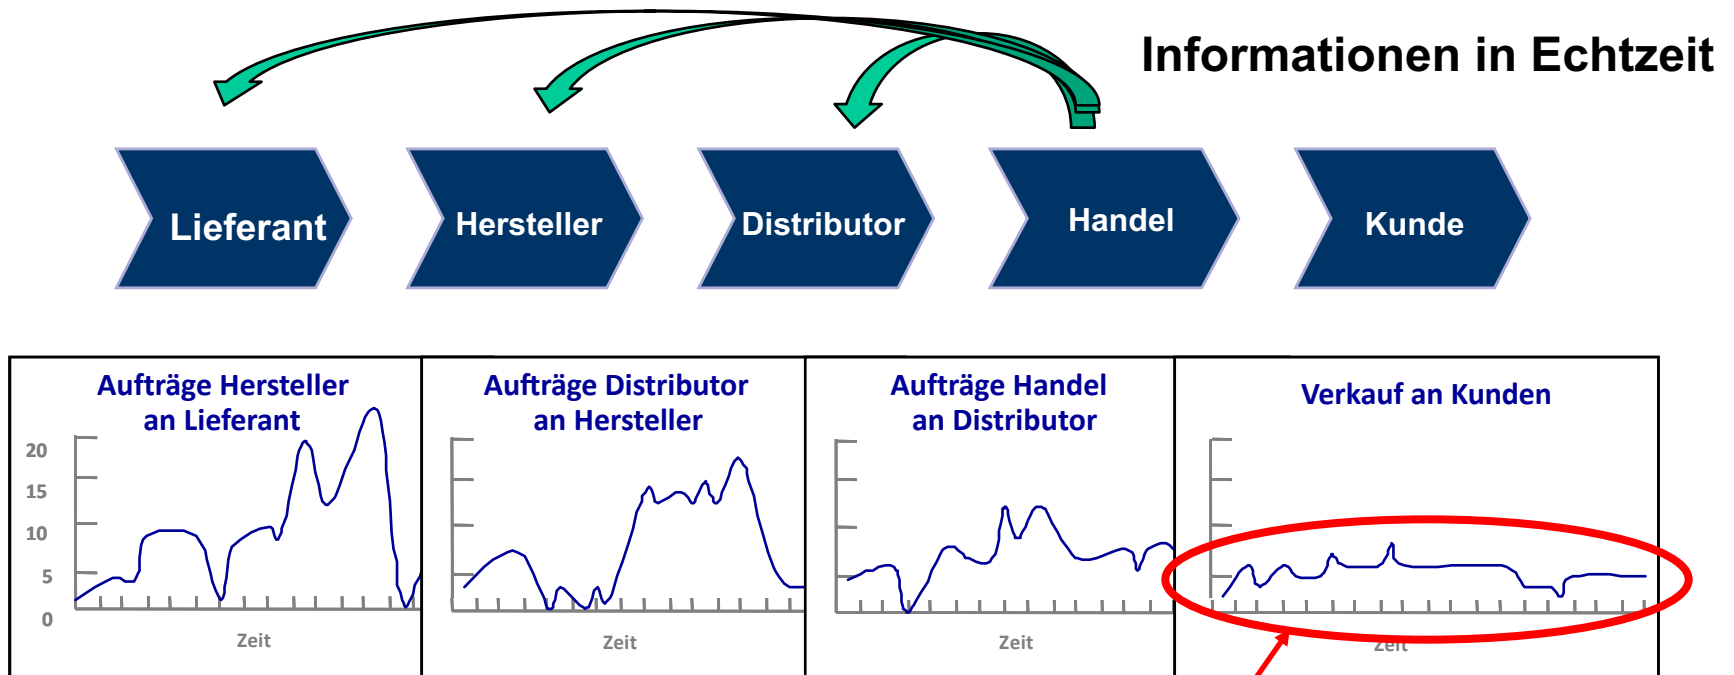 Informationen in Echtzeit
Lieferant
Hersteller
Distributor
Handel
Kunde
Aufträge Hersteller
an Lieferant
20
15
10
5
0
Zeit
Aufträge Distributor
an Hersteller
Zeit
Aufträge Handel
an Distributor
Zeit
Verkauf an Kunden
Zeit